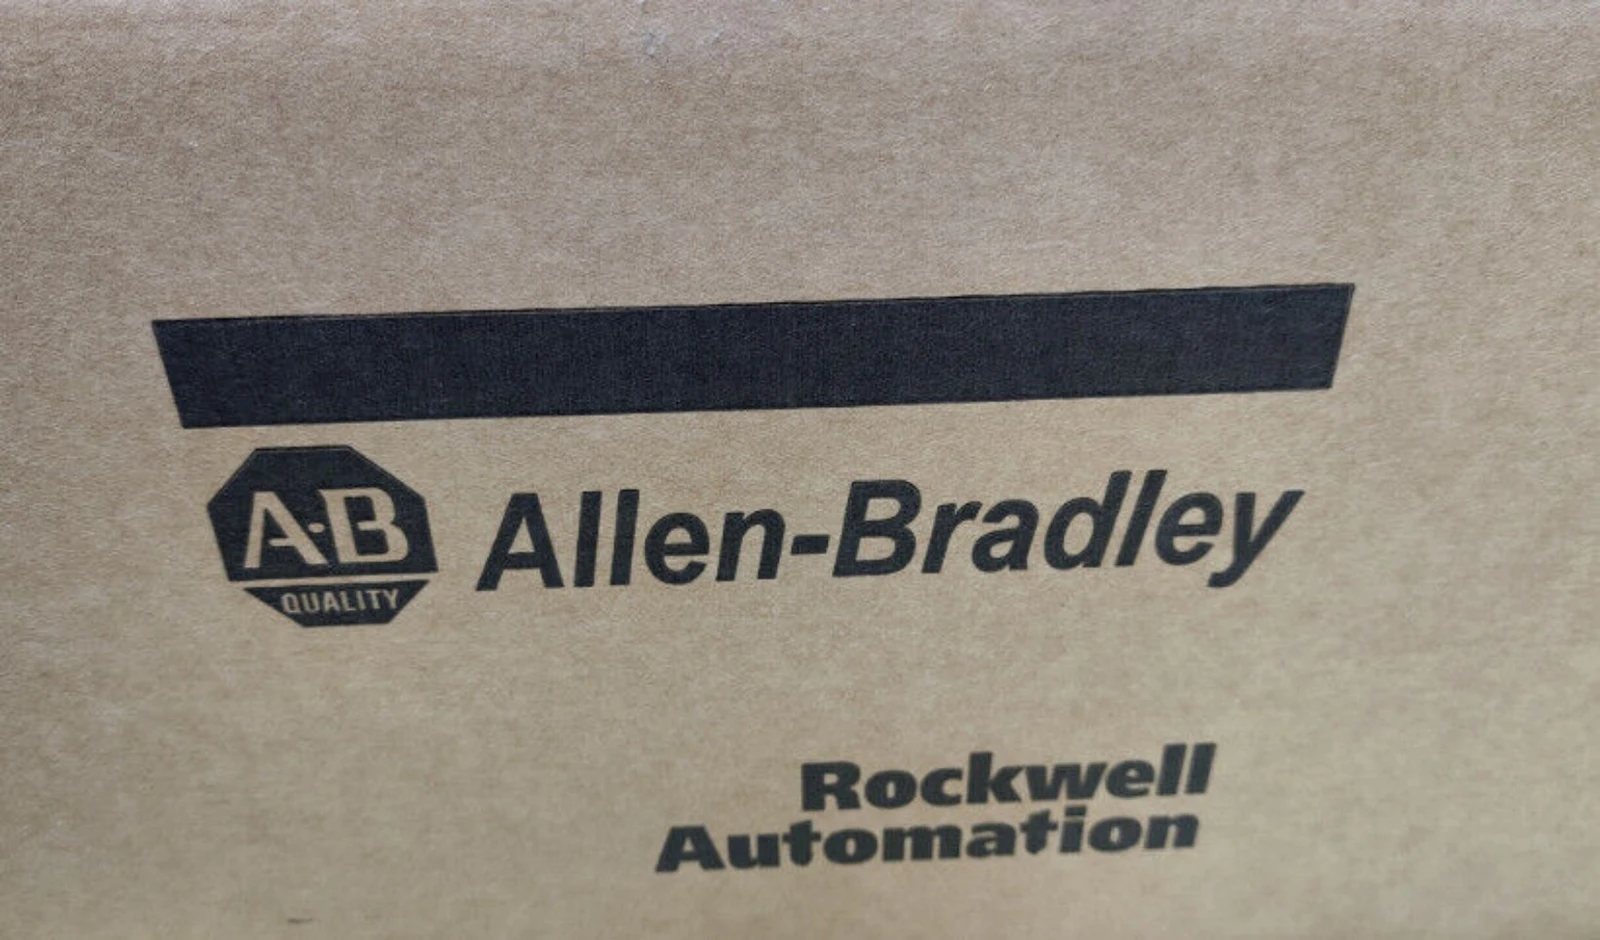 A·B
QUALITY
Allen-Bradley
Rockwell
Automation